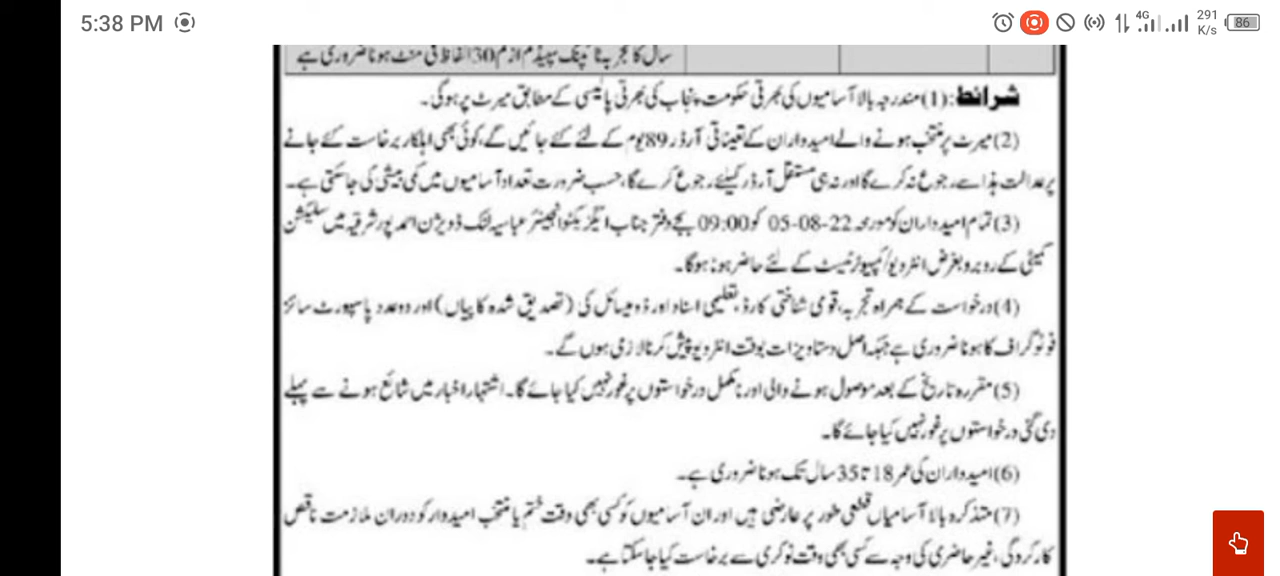 5:38 PM
4G
291
K/s
86
سال کا تجربہ ٹائپنگ سپیڈ کم از کم 30 الفاظ فی منٹ ہونا ضروری ہے
شرائط: (1) مندرجہ بالا آسامیوں کی بھرتی حکومت پنجاب کی بھرتی پالیسی کے مطابق میرٹ پر ہوگی۔
(2) میرٹ پر منتخب ہونے والے امیدواران کے تعیناتی آرڈر 89 یوم کے لئے کئے جائیں گے، کوئی بھی اہلکار برخاست کئے جانے
پر عدالت ہذا سے رجوع نہ کرے گا اور نہ ہی مستقل آرڈر کیلئے رجوع کرے گا، حسب ضرورت تعداد آسامیوں میں کمی بیشی کی جاسکتی ہے۔
(3) تمام امیدواران کو مورخہ 22-08-05 کو 09:00 بجے دفتر جناب ایگزیکٹو انجینئر عباسیہ لنک ڈویژن احمد پور شرقیہ میں سلیکشن
کمیٹی کے روبرو بغرض انٹرویو/کمپیوٹر ٹیسٹ کے لئے حاضر ہونا ہوگا۔
(4) درخواست کے ہمراہ تجربہ، قومی شناختی کارڈ، تعلیمی اسناد اور ڈومیسائل کی (تصدیق شدہ کاپیاں) اور دو عدد پاسپورٹ سائز
فوٹوگراف کا ہونا ضروری ہے جبکہ اصل دستاویزات بوقت انٹرویو پیش کرنا لازمی ہوں گے۔
(5) مقررہ تاریخ کے بعد موصول ہونے والی اور نامکمل درخواستوں پر غور نہیں کیا جائے گا۔ اشتہار اخبار میں شائع ہونے سے پہلے
دی گئی درخواستوں پر غور نہیں کیا جائے گا۔
(6) امیدواران کی عمر 18 تا 35 سال تک ہونا ضروری ہے۔
(7) متذکرہ بالا آسامیاں قطعی طور پر عارضی ہیں اور ان آسامیوں کو کسی بھی وقت ختم یا منتخب امیدوار کو دوران ملازمت ناقص
کارکردگی، غیر حاضری کی وجہ سے کسی بھی وقت نوکری سے برخاست کیا جاسکتا ہے۔